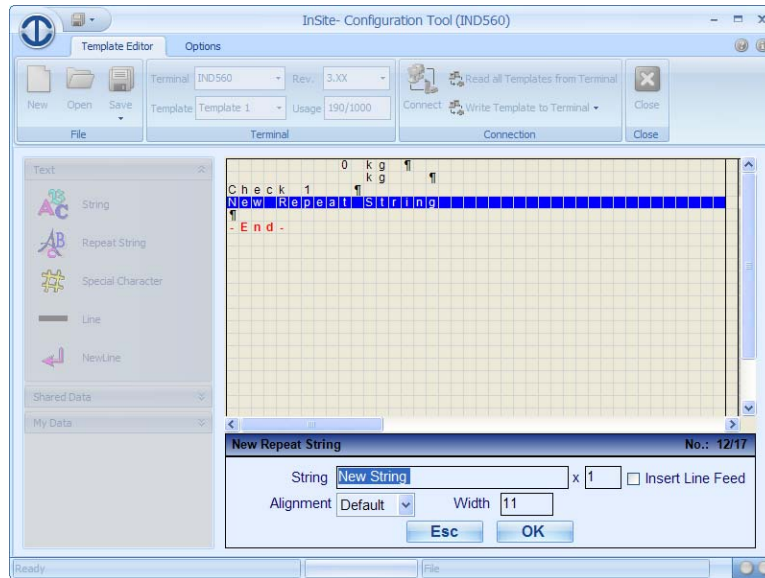 InSite- Configuration Tool (IND560)
Template Editor Options
New Open Save
File
Terminal IND560 Rev. 3.XX
Template Template 1 Usage 190/1000
Terminal
Connect Read all Templates from Terminal
Write Template to Terminal
Connection
Close
Close
Text
String
Repeat String
Special Character
Line
NewLine
Shared Data
My Data
0 kg ¶
kg ¶
Check 1 ¶
New Repeat String
¶
-End-
New Repeat String No.: 12/17
String New String x 1 Insert Line Feed
Alignment Default Width 11
Esc OK
Ready File